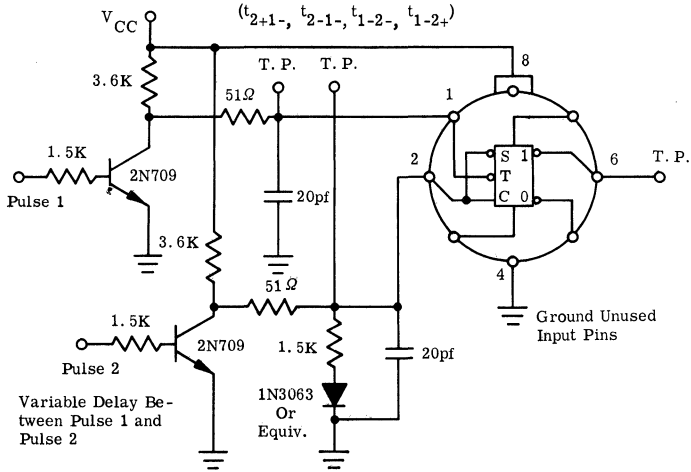 (t2+1-, t2-1-, t1-2-, t1-2+)
VCC
8
T. P.
T. P.
3.6K
51Ω
1
1.5K
2N709
2
S 1
T
C 0
6
T. P.
Pulse 1
20pf
3.6K
4
51Ω
Ground Unused
Input Pins
1.5K
2N709
1.5K
20pf
Pulse 2
1N3063
Or
Equiv.
Variable Delay Be-
tween Pulse 1 and
Pulse 2